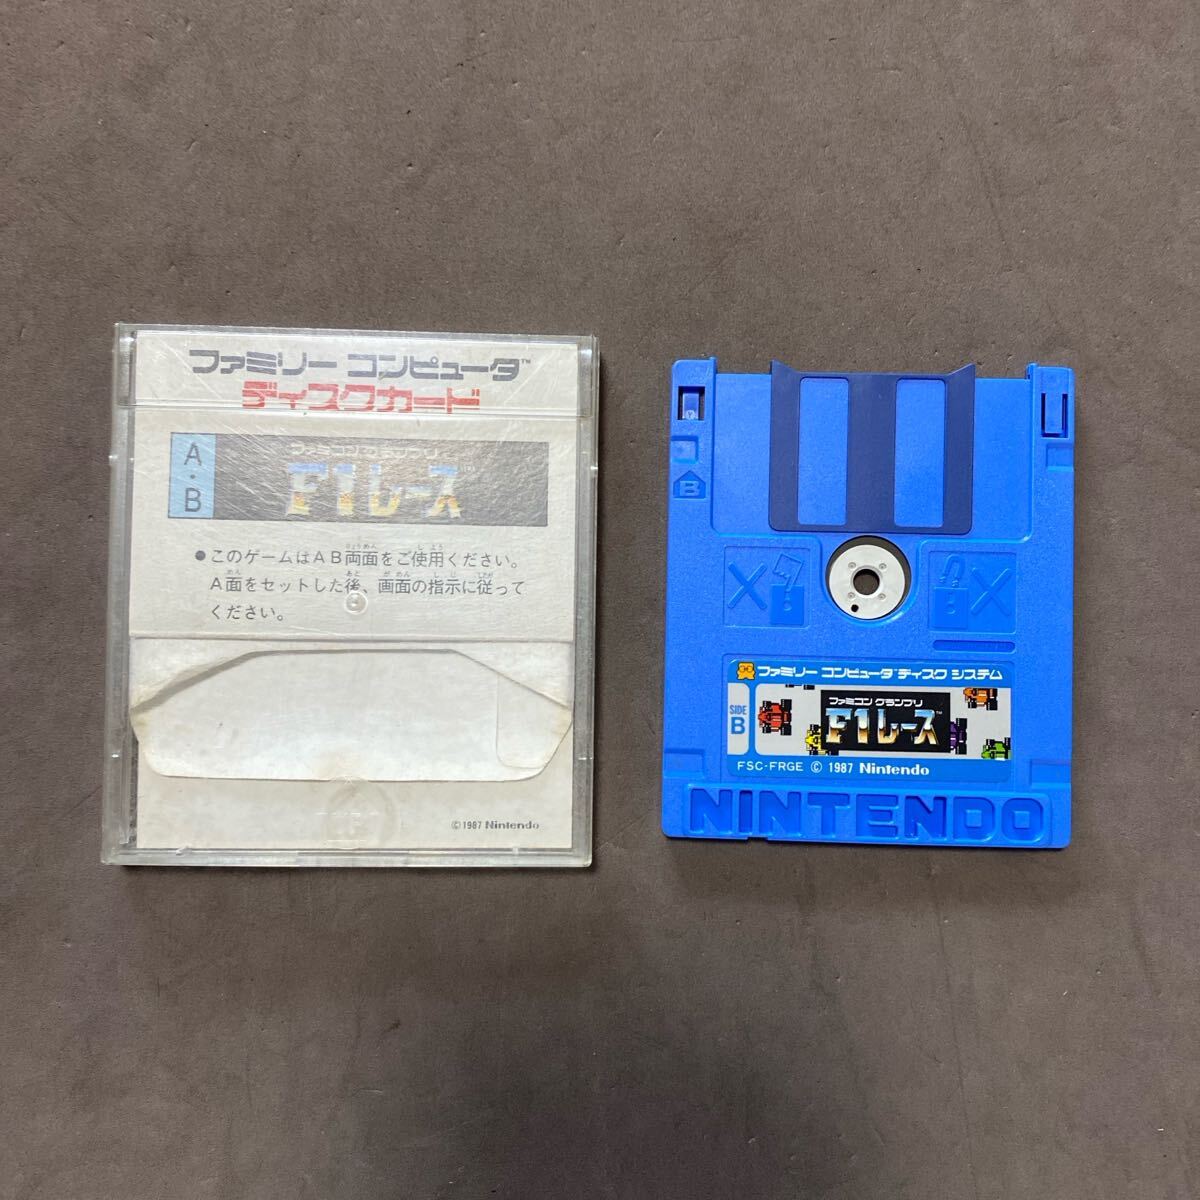 ファミリー コンピュータ™
ディスクカード
A・B
ファミコングランプリ
F1レース
●このゲームはAB両面をご使用ください。
A面をセットした後、画面の指示に従って
ください。
©1987 Nintendo
B
B
B
ファミリー コンピュータ ディスク システム
SIDE
B
ファミコン グランプリ
F1レース™
FSC-FRGE © 1987 Nintendo
NINTENDO